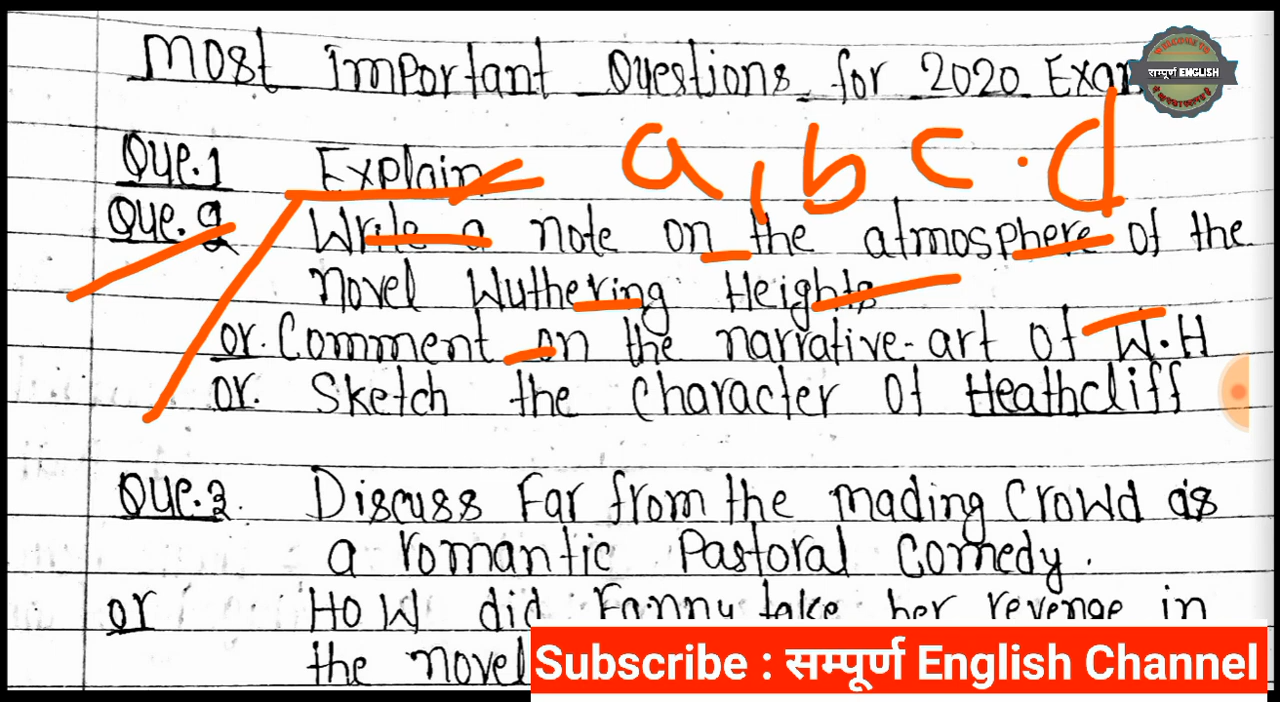 Most Important Questions for 2020 Exam
सम्पूर्ण ENGLISH
Que.1 Explain a, b c . d
Que.2 Write a note on the atmosphere of the
Novel Wuthering Heights
or. Comment on the narrative-art of W.H
or. Sketch the Character of Heathcliff
Que.3. Discuss Far from the mading Crowd as
a romantic Pastoral Comedy.
or How did Fanny take her revenge in
the novel
Subscribe : सम्पूर्ण English Channel